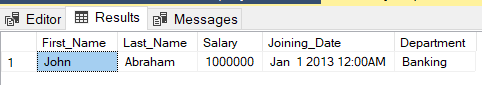 Editor Results Messages
First_Name Last_Name Salary Joining_Date Department
1 John Abraham 1000000 Jan 1 2013 12:00AM Banking